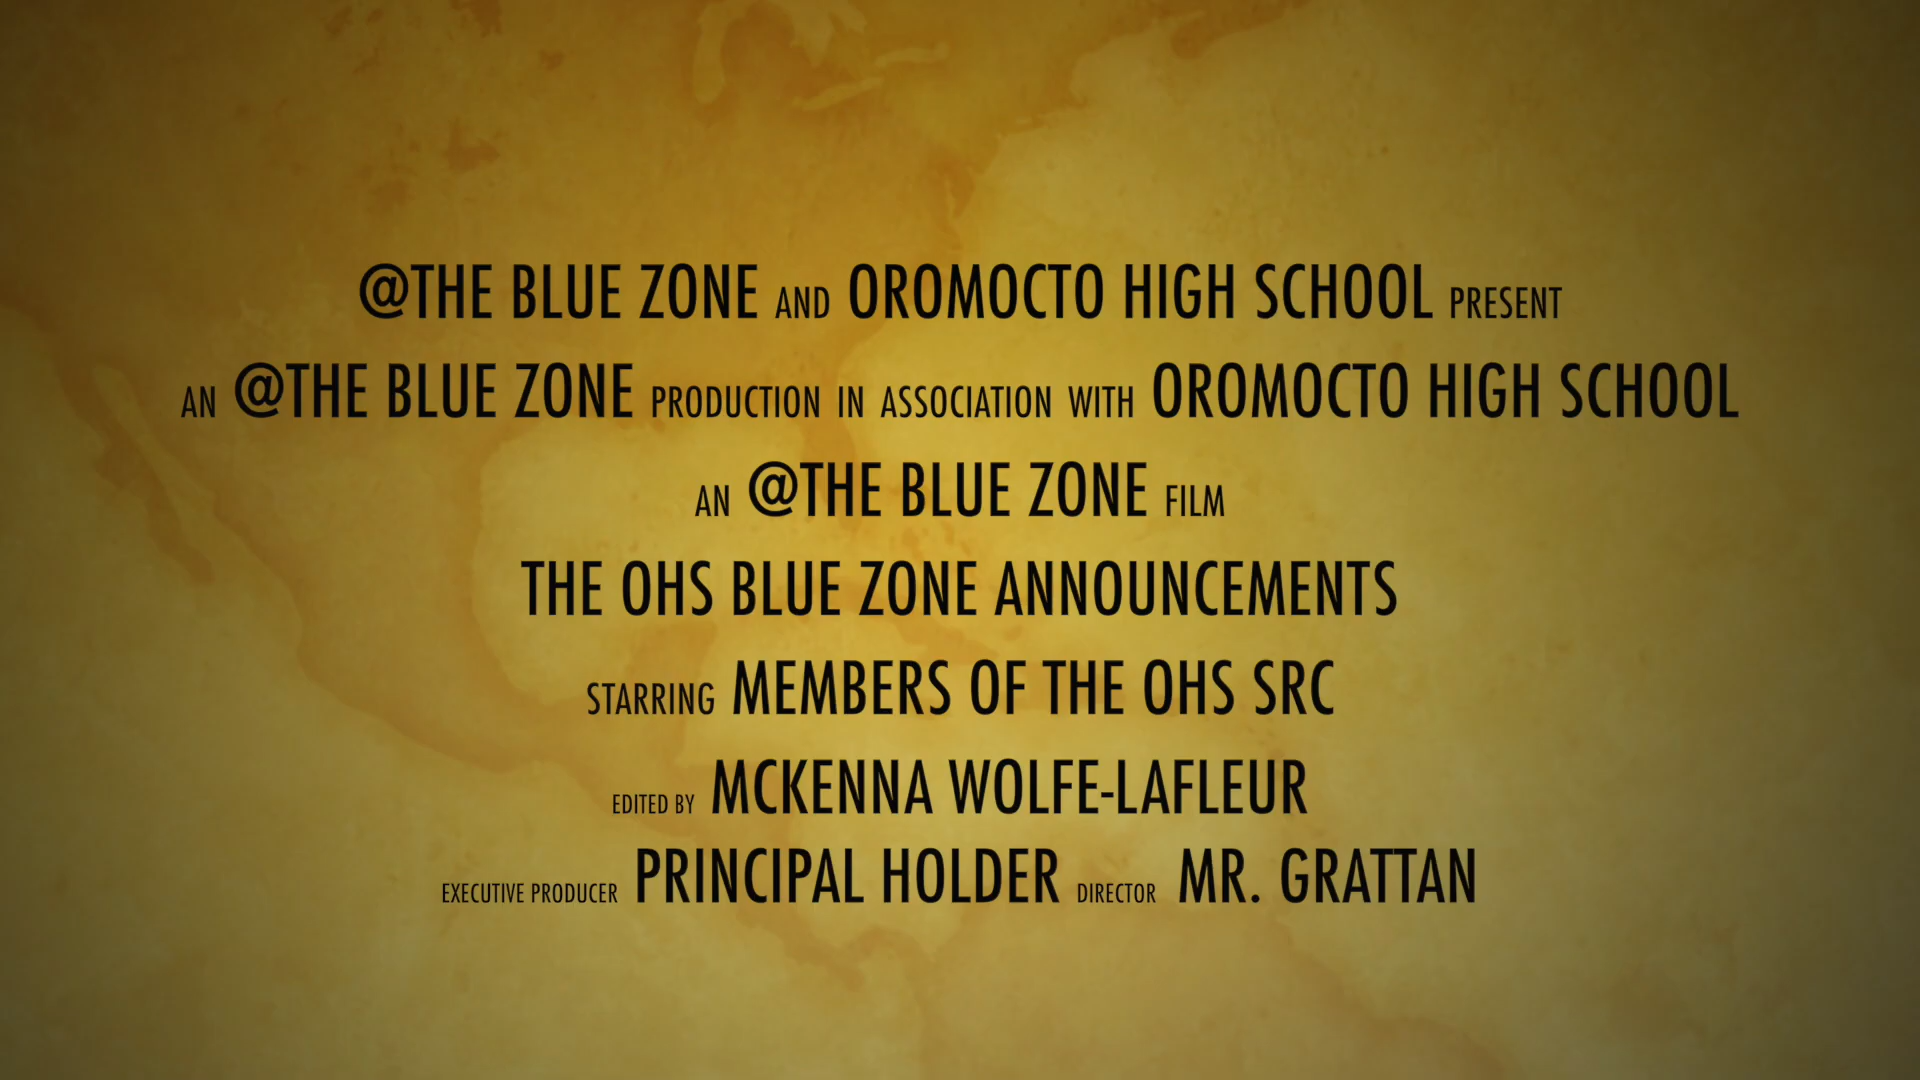 @THE BLUE ZONE AND OROMOCTO HIGH SCHOOL PRESENT
AN @THE BLUE ZONE PRODUCTION IN ASSOCIATION WITH OROMOCTO HIGH SCHOOL
AN @THE BLUE ZONE FILM
THE OHS BLUE ZONE ANNOUNCEMENTS
STARRING MEMBERS OF THE OHS SRC
EDITED BY MCKENNA WOLFE-LAFLEUR
EXECUTIVE PRODUCER PRINCIPAL HOLDER DIRECTOR MR. GRATTAN